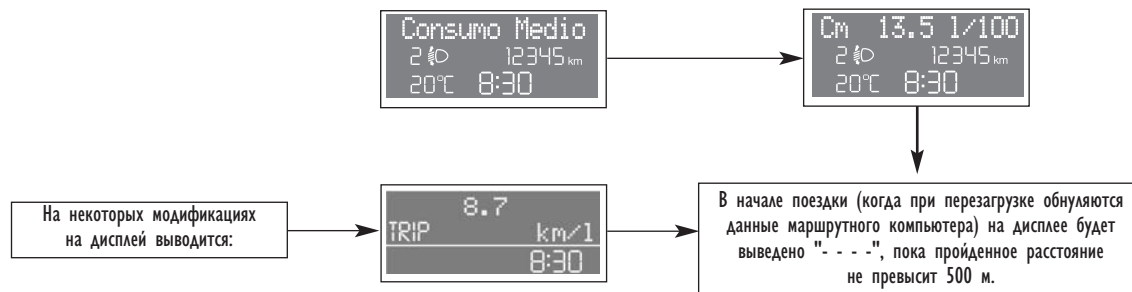 Consumo Medio
2 12345 km
20°C 8:30
Cm 13.5 l/100
2 12345 km
20°C 8:30
На некоторых модификациях
на дисплей выводится:
8.7
TRIP km/l
8:30
В начале поездки (когда при перезагрузке обнуляются
данные маршрутного компьютера) на дисплее будет
выведено "- - - -", пока пройденное расстояние
не превысит 500 м.